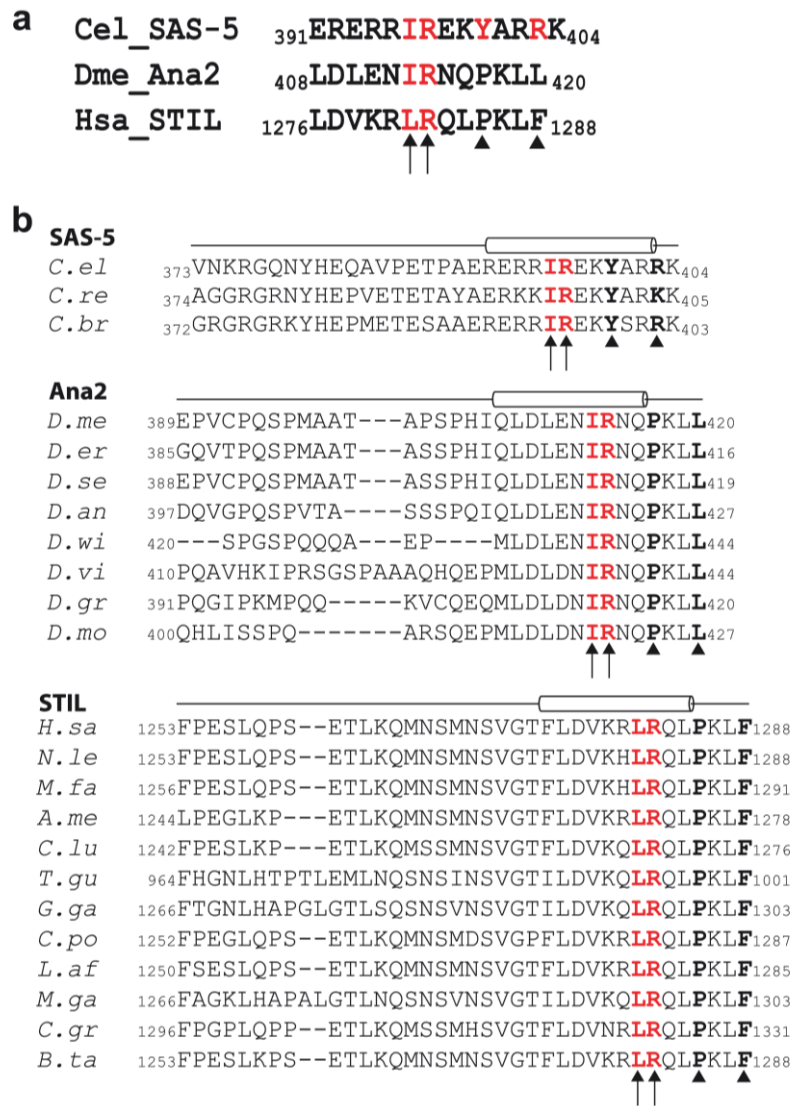 a
Cel_SAS-5 391ERERRIREKYARRK404
Dme_Ana2 408LDLENIRNQPKLL420
Hsa_STIL 1276LDVKRLRQLPKLF1288
b
SAS-5
C.el 373VNKRGQNYHEQAVPETPAERERRIREKYARRK404
C.re 374AGGRGRNYHEPVETETAYAERKKIREKYARKK405
C.br 372GRGRGRKYHEPMETESAAERERRIREKYSRRK403
Ana2
D.me 389EPVCPQSPMAAT---APSPHIQLDLENIRNQPKLL420
D.er 385GQVTPQSPMAAT---ASSPHIQLDLENIRNQPKLL416
D.se 388EPVCPQSPMAAT---ASSPHIQLDLENIRNQPKLL419
D.an 397DQVGPQSPVTA----SSSPQIQLDLENIRNQPKLL427
D.wi 420---SPGSPQQQA---EP----MLDLENIRNQPKLL444
D.vi 410PQAVHKIPRSGSPAAAQHQEPMLDLDNIRNQPKLL444
D.gr 391PQGIPKMPQQ-----KVCQEQMLDLDNIRNQPKLL420
D.mo 400QHLISSPQ-------ARSQEPMLDLDNIRNQPKLL427
STIL
H.sa 1253FPESLQPS--ETLKQMNSMNSVGTFLDVKRLRQLPKLF1288
N.le 1253FPESLQPS--ETLKQMNSMNSVGTFLDVKHLRQLPKLF1288
M.fa 1256FPESLQPS--ETLKQMNSMNSVGTFLDVKHLRQLPKLF1291
A.me 1244LPEGLKP---ETLKQMNSMNSVGTFLDVKRLRQLPKLF1278
C.lu 1242FPESLKP---ETLKQMSSMNSVGTFLDVKQLRQLPKLF1276
T.gu 964FHGNLHTPTLEMLNQSNSINSVGTILDVKQLRQLPKLF1001
G.ga 1266FTGNLHAPGLGTLSQSNSVNSVGTILDVKQLRQLPKLF1303
C.po 1252FPEGLQPS--ETLKQMNSMDSVGPFLDVKRLRQLPKLF1287
L.af 1250FSESLQPS--ETLKQMNSMNSVGTFLDVKRLRQLPKLF1285
M.ga 1266FAGKLHAPALGTLNQSNSVNSVGTILDVKQLRQLPKLF1303
C.gr 1296FPGPLQPP--ETLKQMSSMHSVGTFLDVNRLRQLPKLF1331
B.ta 1253FPESLKPS--ETLKQMNSMNSVGTFLDVKRLRQLPKLF1288